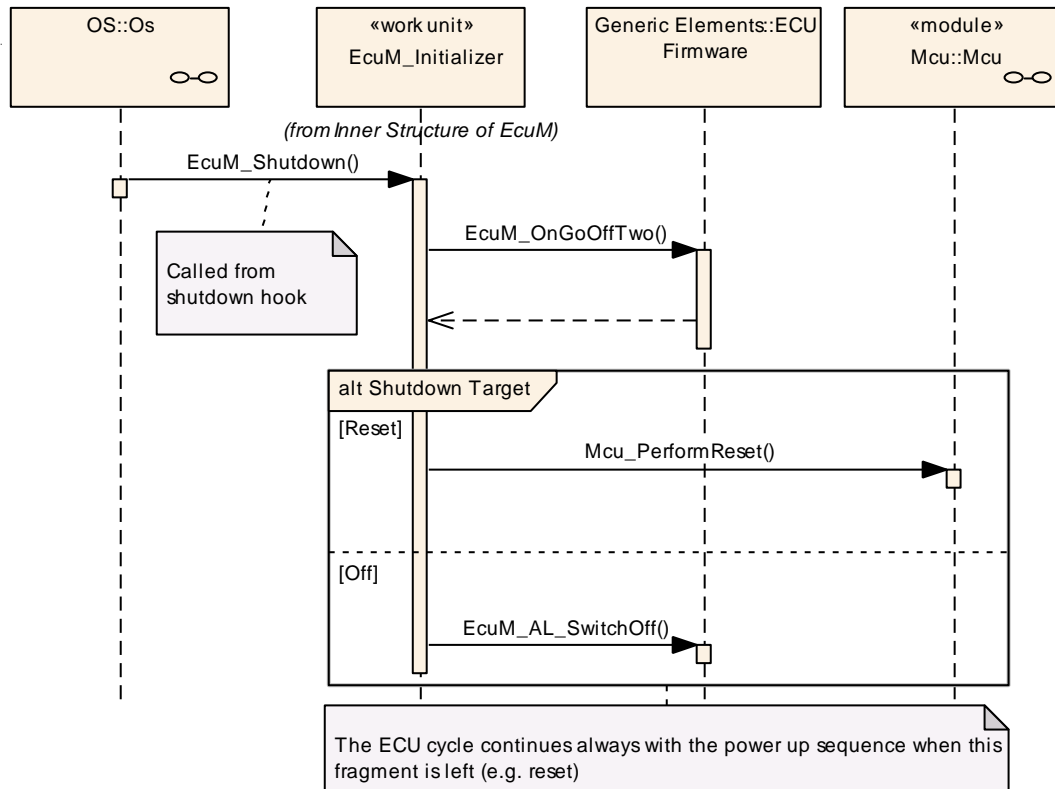 OS::Os
«work unit»
EcuM_Initializer
Generic Elements::ECU
Firmware
«module»
Mcu::Mcu
(from Inner Structure of EcuM)
EcuM_Shutdown()
EcuM_OnGoOffTwo()
Called from
shutdown hook
alt Shutdown Target
[Reset]
Mcu_PerformReset()
[Off]
EcuM_AL_SwitchOff()
The ECU cycle continues always with the power up sequence when this
fragment is left (e.g. reset)